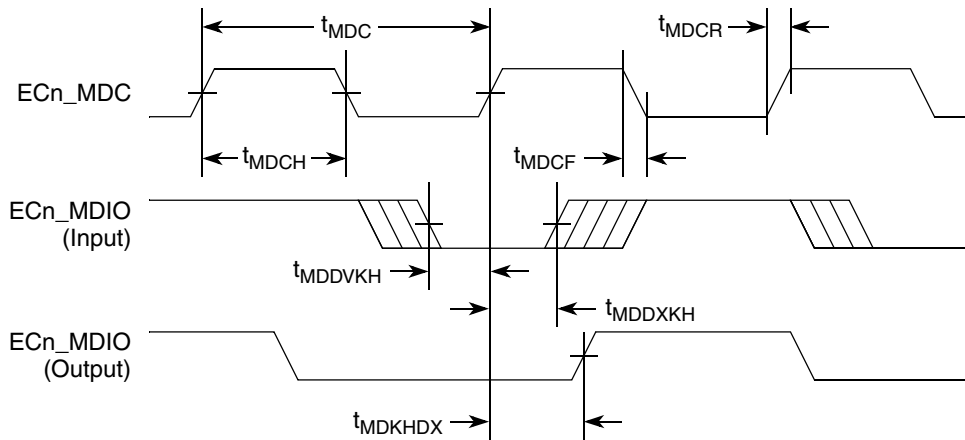 tMDC
tMDCR
ECn_MDC
tMDCH
tMDCF
ECn_MDIO
(Input)
tMDDVKH
tMDDXKH
ECn_MDIO
(Output)
tMDKHDX